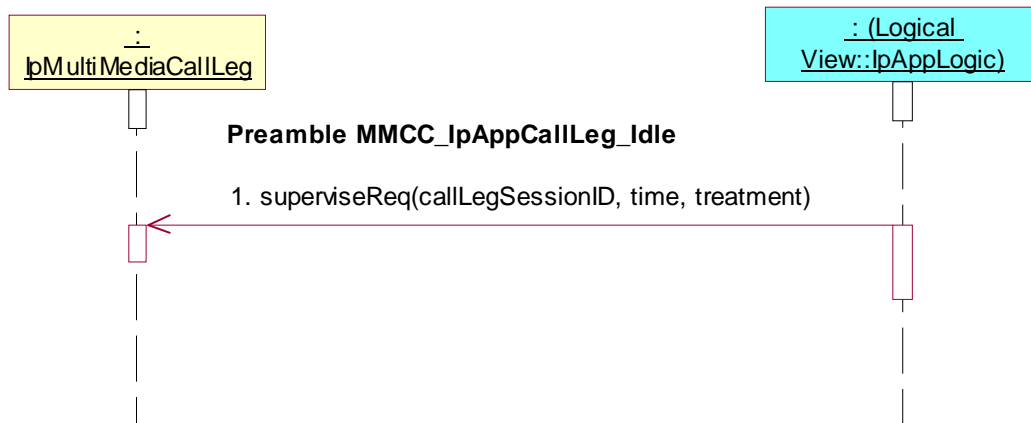 :
IpMultiMediaCallLeg
: (Logical
View::IpAppLogic)
Preamble MMCC_IpAppCallLeg_Idle
1. superviseReq(callLegSessionID, time, treatment)